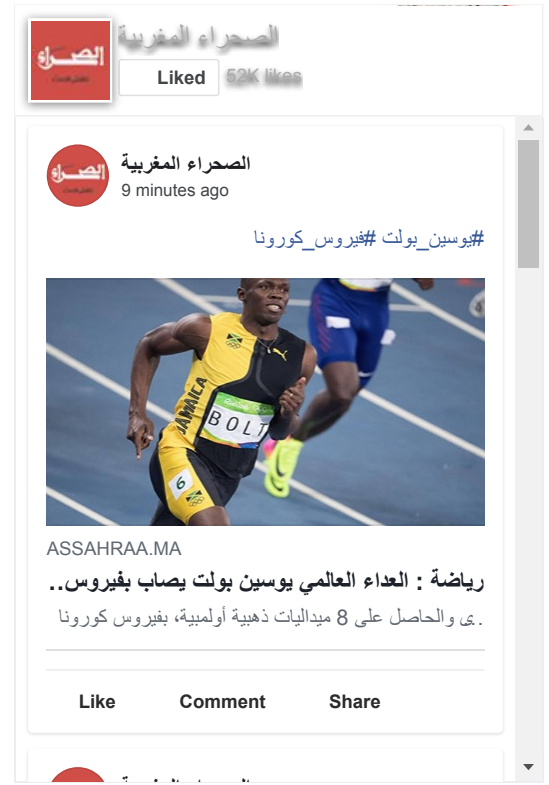 الصحراء المغربية
Liked
52K likes
الصحراء المغربية
9 minutes ago
#يوسين_بولت #فيروس_كورونا
JAMAICA
BOLT
6
ASSAHRAA.MA
رياضة : العداء العالمي يوسين بولت يصاب بفيروس..
.ى والحاصل على 8 ميداليات ذهبية أولمبية، بفيروس كورونا
Like
Comment
Share